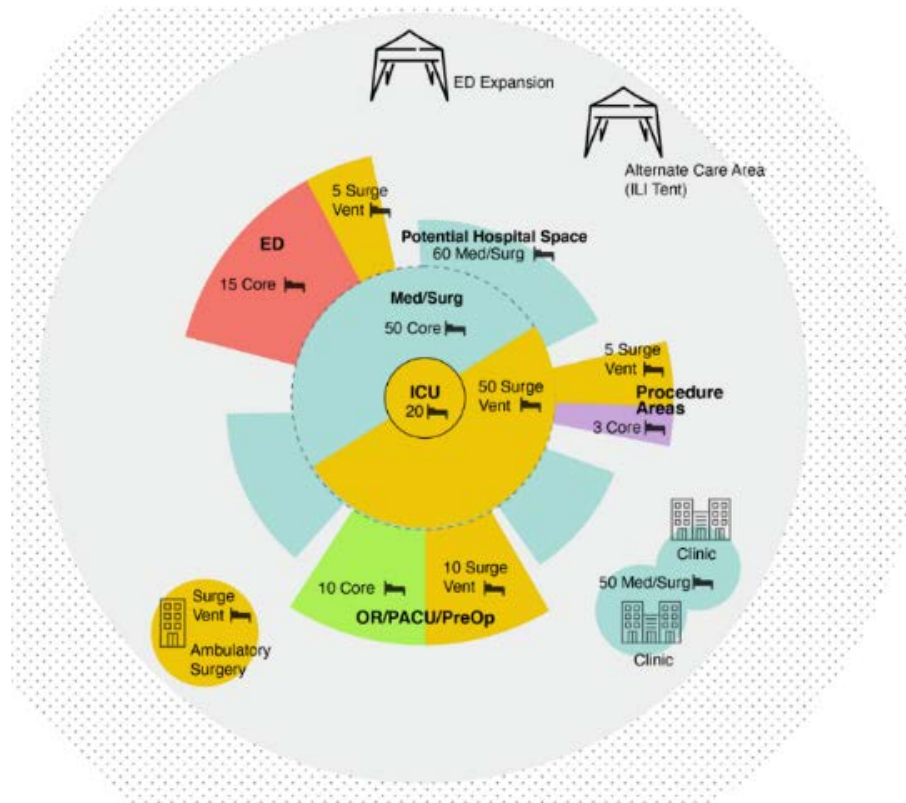 ED Expansion
Alternate Care Area
(ILI Tent)
5 Surge
Vent
ED
15 Core
Potential Hospital Space
60 Med/Surg
Med/Surg
50 Core
ICU
20
50 Surge
Vent
5 Surge
Vent
Procedure
Areas
3 Core
10 Core
10 Surge
Vent
OR/PACU/PreOp
Surge
Vent
Ambulatory
Surgery
Clinic
50 Med/Surg
Clinic